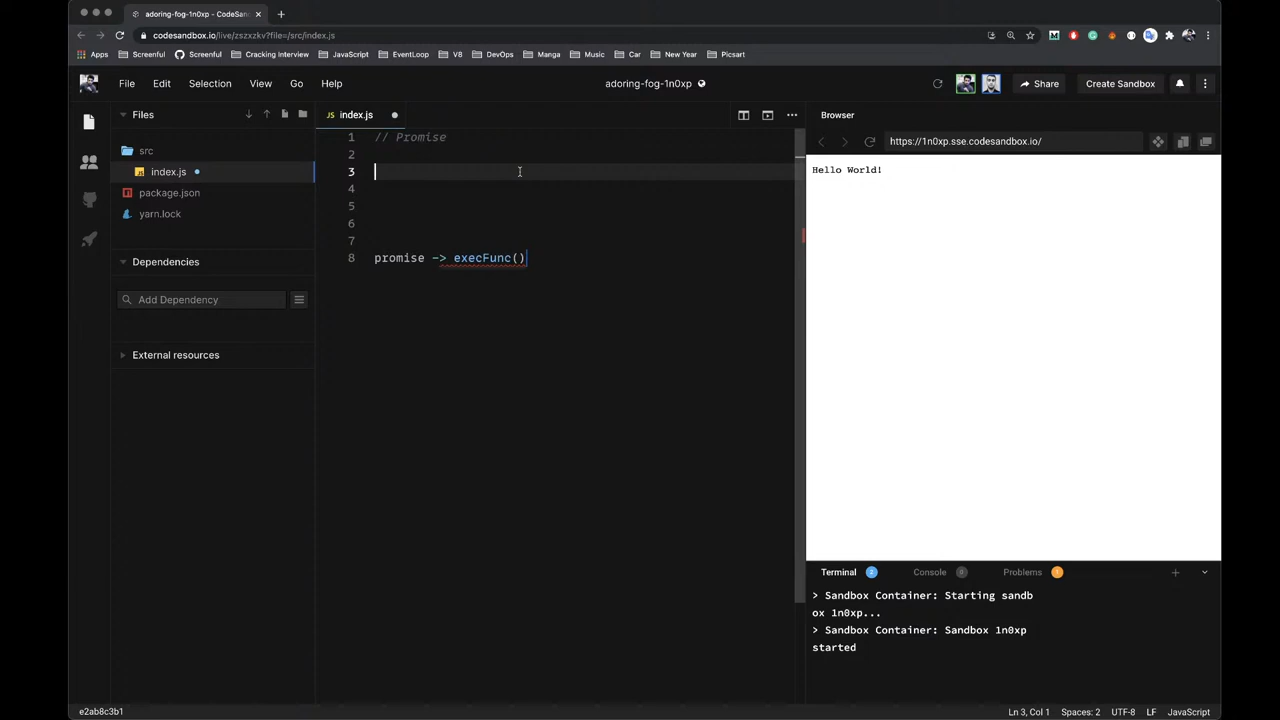 adoring-fog-1n0xp - CodeSan
codesandbox.io/live/zszxzkv?file=/src/index.js
Apps Screenful Screenful Cracking Interview JavaScript EventLoop V8 DevOps Manga Music Car New Year Picsart
File Edit Selection View Go Help adoring-fog-1n0xp Share Create Sandbox
Files
src
index.js
package.json
yarn.lock
Dependencies
Add Dependency
External resources
JS index.js
1 // Promise
2
3
4
5
6
7
8 promise -> execFunc()
Browser
https://1n0xp.sse.codesandbox.io/
Hello World!
Terminal 2 Console 0 Problems 1
> Sandbox Container: Starting sandb
ox 1n0xp...
> Sandbox Container: Sandbox 1n0xp
started
e2ab8c3b1 Ln 3, Col 1 Spaces: 2 UTF-8 LF JavaScript